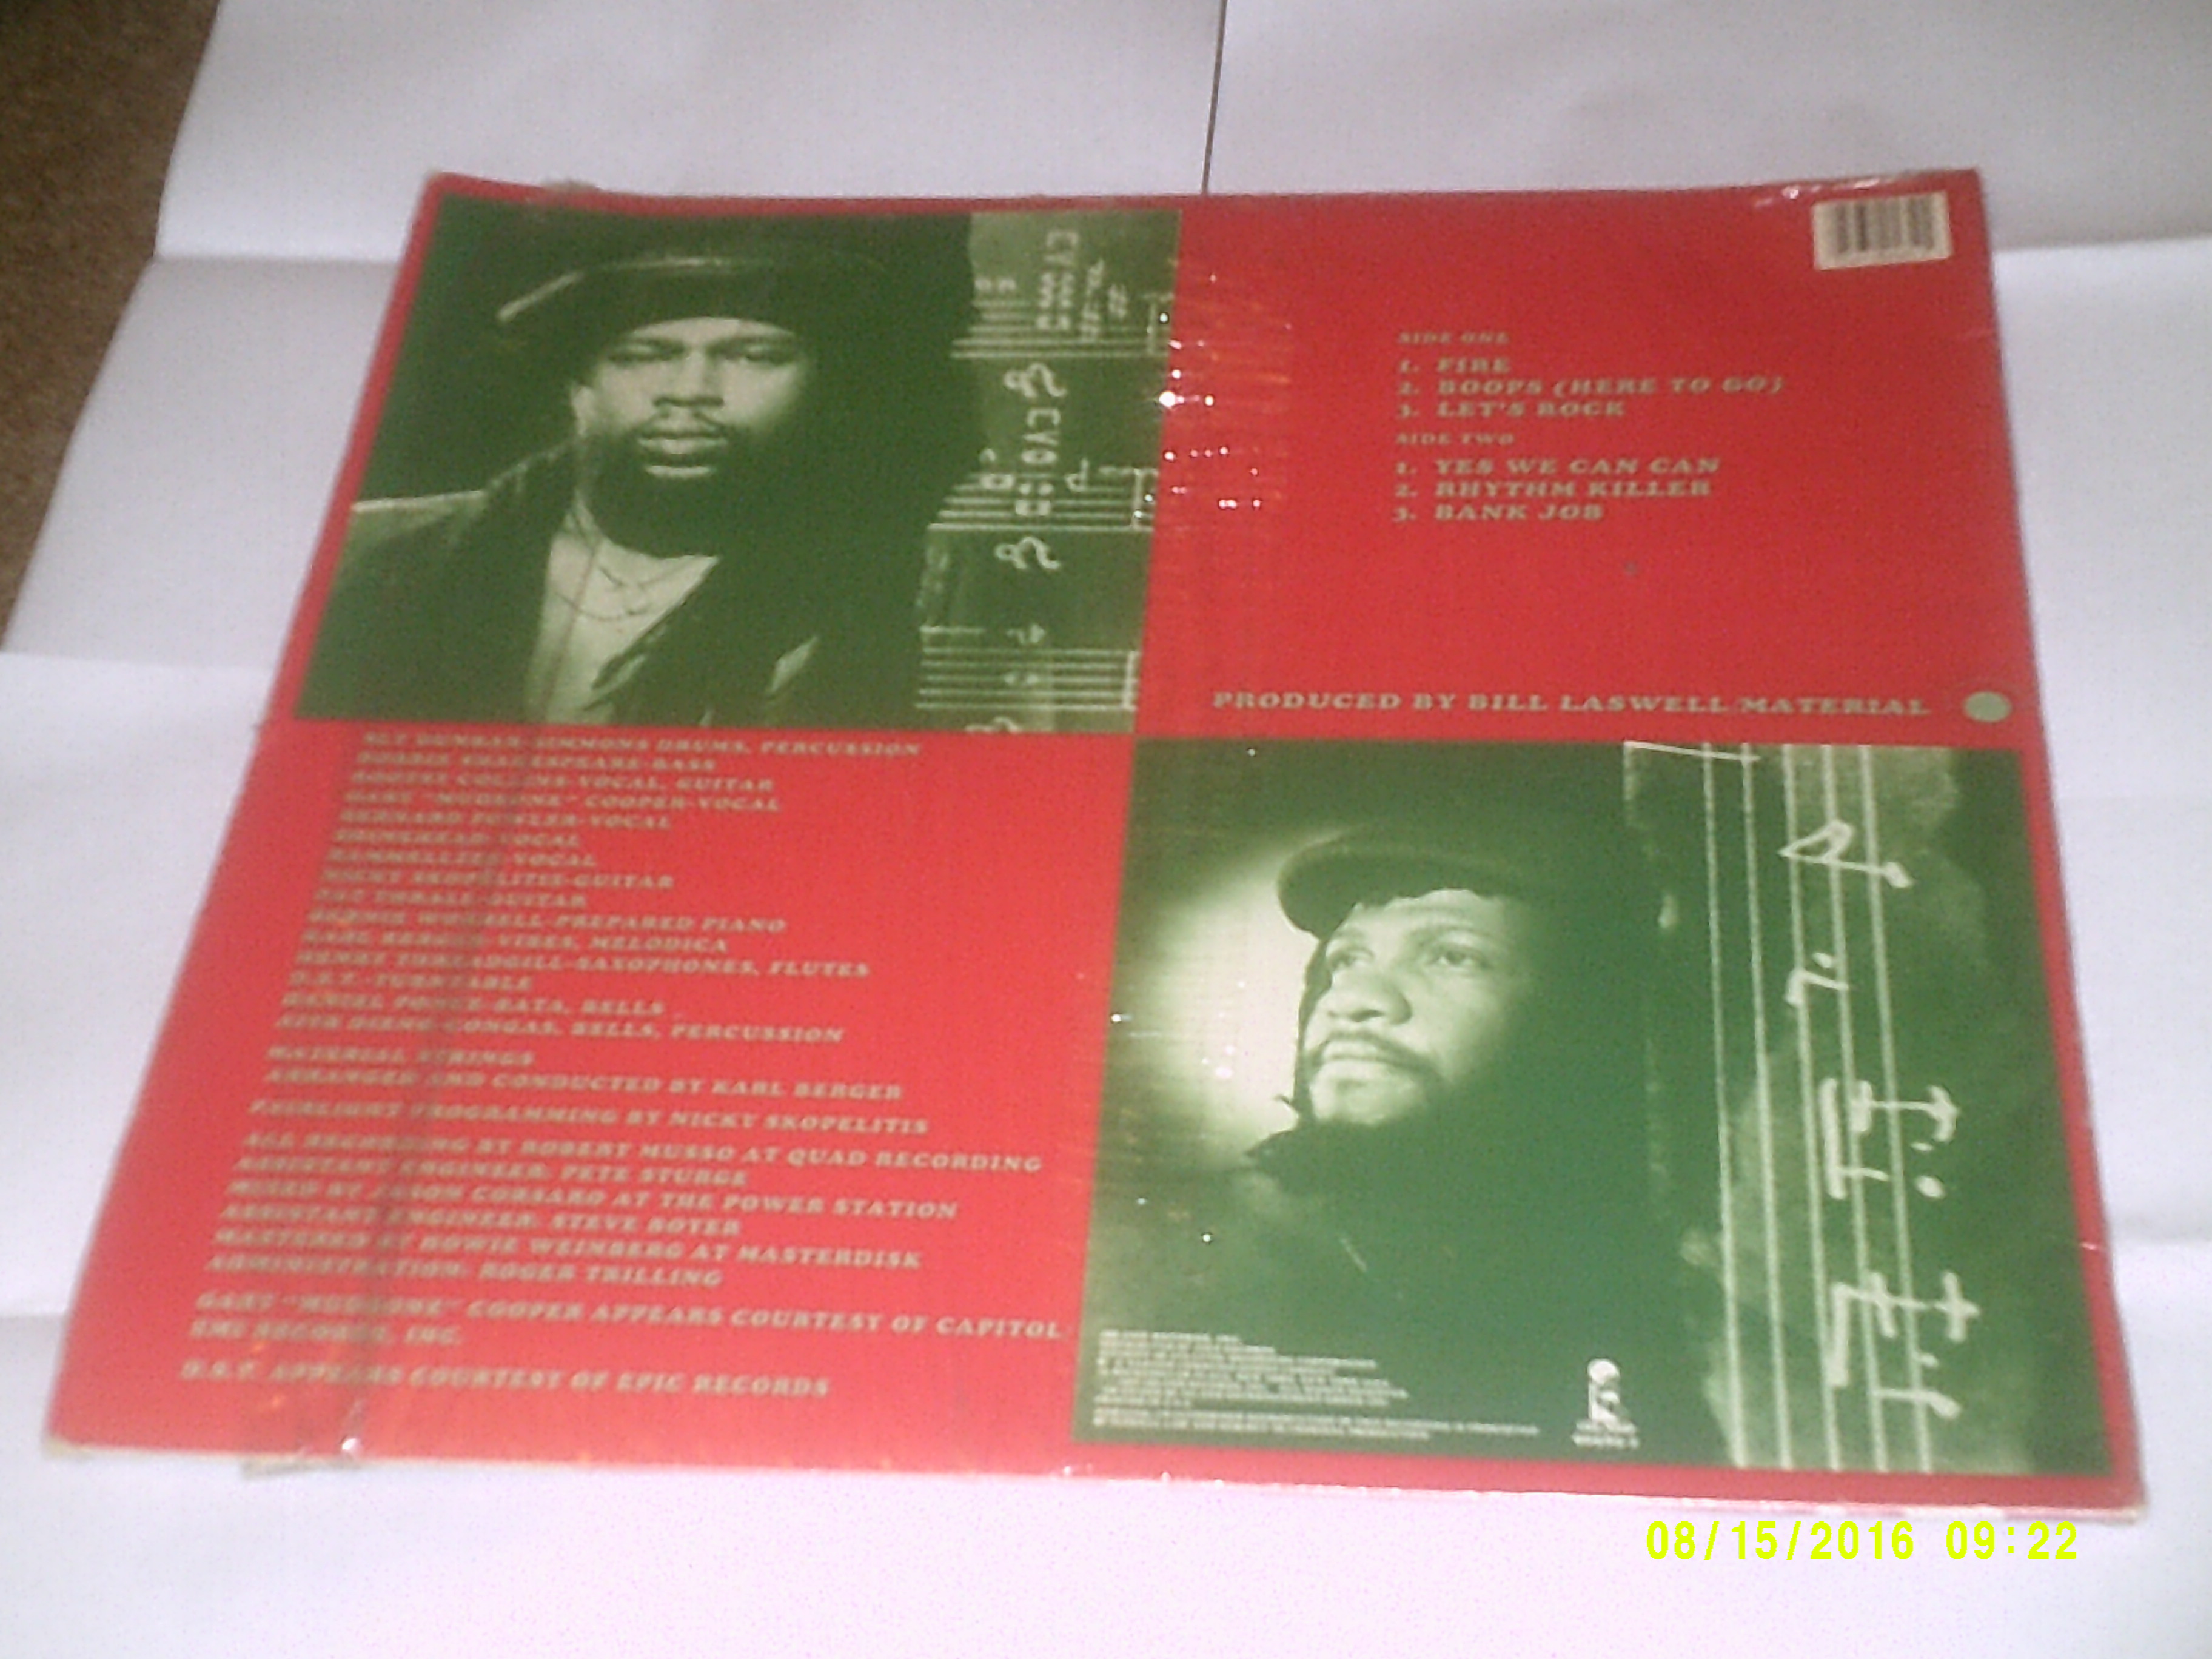 SIDE ONE
1. FIRE
2. BOOPS (HERE TO GO)
3. LET'S ROCK
SIDE TWO
1. YES WE CAN CAN
2. RHYTHM KILLER
3. BANK JOB
PRODUCED BY BILL LASWELL/MATERIAL
SLY DUNBAR-SIMMONS DRUMS, PERCUSSION
ROBBIE SHAKESPEARE-BASS
BOOTSY COLLINS-VOCAL, GUITAR
GARY "MUDBONE" COOPER-VOCAL
BERNARD FOWLER-VOCAL
SHINEHEAD-VOCAL
RAMMELLZEE-VOCAL
NICKY SKOPELITIS-GUITAR
PAT THRALL-GUITAR
BERNIE WORRELL-PREPARED PIANO
KARL BERGER-VIBES, MELODICA
HENRY THREADGILL-SAXOPHONES, FLUTES
D.S.T.-TURNTABLE
DANIEL PONCE-BATA, BELLS
AIYB DIENG-CONGAS, BELLS, PERCUSSION
MATERIAL STRINGS
ARRANGED AND CONDUCTED BY KARL BERGER
FAIRLIGHT PROGRAMMING BY NICKY SKOPELITIS
ALL RECORDING BY ROBERT MUSSO AT QUAD RECORDING
ASSISTANT ENGINEER: PETE STURGE
MIXED BY JASON CORSARO AT THE POWER STATION
ASSISTANT ENGINEER: STEVE BOYER
MASTERED BY HOWIE WEINBERG AT MASTERDISK
ADMINISTRATION: ROGER TRILLING
GARY "MUDBONE" COOPER APPEARS COURTESY OF CAPITOL
EMI RECORDS, INC.
D.S.T. APPEARS COURTESY OF EPIC RECORDS
08/15/2016 09:22